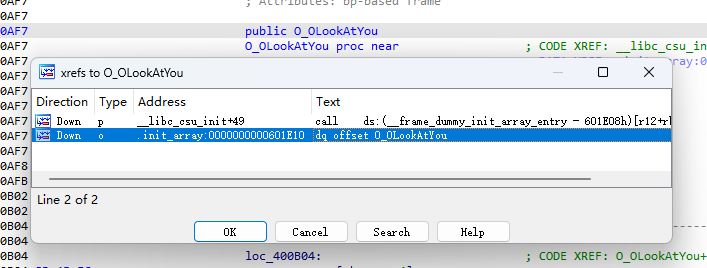 0AF7 ; Attributes: bp-based frame
0AF7
0AF7 public O_OLookAtYou
0AF7 O_OLookAtYou proc near ; CODE XREF: __libc_csu_in
0AF7
xrefs to O_OLookAtYou
0AF7
Direction Type Address Text
0AF7
Down p __libc_csu_init+49 call ds:(__frame_dummy_init_array_entry - 601E08h)[r12+r
0AF7
Down o .init_array:0000000000601E10 dq offset O_OLookAtYou
0AF7
0AF8
0AFB
Line 2 of 2
0B02
0B04
OK Cancel Search Help
0B04
0B04 loc_400B04: ; CODE XREF: O_OLookAtYou+